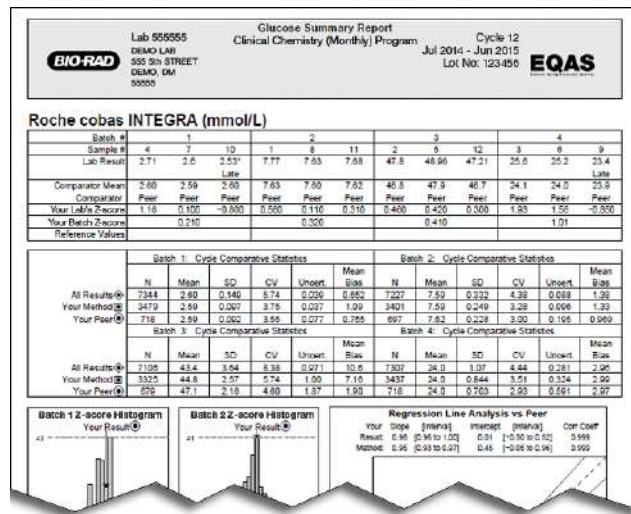 BIO-RAD
Lab 555555
DEMO LAB
555 5th STREET
DEMO, DM
55555
Glucose Summary Report
Clinical Chemistry (Monthly) Program
Cycle 12
Jul 2014 - Jun 2015
Lot No: 123456
EQAS
Roche cobas INTEGRA (mmol/L)
Batch # 1 2 3 4
Sample # 4 7 10 1 8 11 2 5 12 3 6 9
Lab Result 2.71 2.6 2.53* 7.77 7.63 7.68 47.8 48.96 47.21 25.6 25.2 23.4
Late
Comparator Mean 2.60 2.59 2.60 7.63 7.60 7.62 46.8 47.9 46.7 24.1 24.0 23.9
Comparator Peer Peer Peer Peer Peer Peer Peer Peer Peer Peer Peer Peer
Your Lab's Z-score 1.16 0.100 -0.800 0.560 0.110 0.310 0.460 0.420 0.300 1.93 1.56 -0.850
Your Batch Z-score 0.210 0.320 0.410 1.01
Reference Values
Batch 1: Cycle Comparative Statistics Batch 2: Cycle Comparative Statistics
N Mean SD CV Uncert. Mean Bias N Mean SD CV Uncert. Mean Bias
All Results 7344 2.60 0.149 5.74 0.039 0.652 7227 7.59 0.332 4.38 0.088 1.38
Your Method 3479 2.59 0.097 3.75 0.037 1.09 3401 7.59 0.249 3.28 0.096 1.33
Your Peer 718 2.59 0.092 3.55 0.077 0.755 697 7.62 0.228 3.00 0.195 0.969
Batch 3: Cycle Comparative Statistics Batch 4: Cycle Comparative Statistics
N Mean SD CV Uncert. Mean Bias N Mean SD CV Uncert. Mean Bias
All Results 7106 43.4 3.64 8.38 0.971 10.6 7307 24.0 1.07 4.44 0.281 2.96
Your Method 3325 44.8 2.57 5.74 1.00 7.16 3437 24.0 0.844 3.51 0.324 2.99
Your Peer 679 47.1 2.16 4.60 1.87 1.90 718 24.0 0.703 2.93 0.591 2.97
Batch 1 Z-score Histogram
Your Result
Batch 2 Z-score Histogram
Your Result
Regression Line Analysis vs Peer
Your Slope [Interval] Intercept [Interval] Corr Coeff
Result: 0.98 [0.96 to 1.00] 0.01 [-0.50 to 0.52] 0.999
Method: 0.95 [0.93 to 0.97] 0.45 [-0.05 to 0.96] 0.999